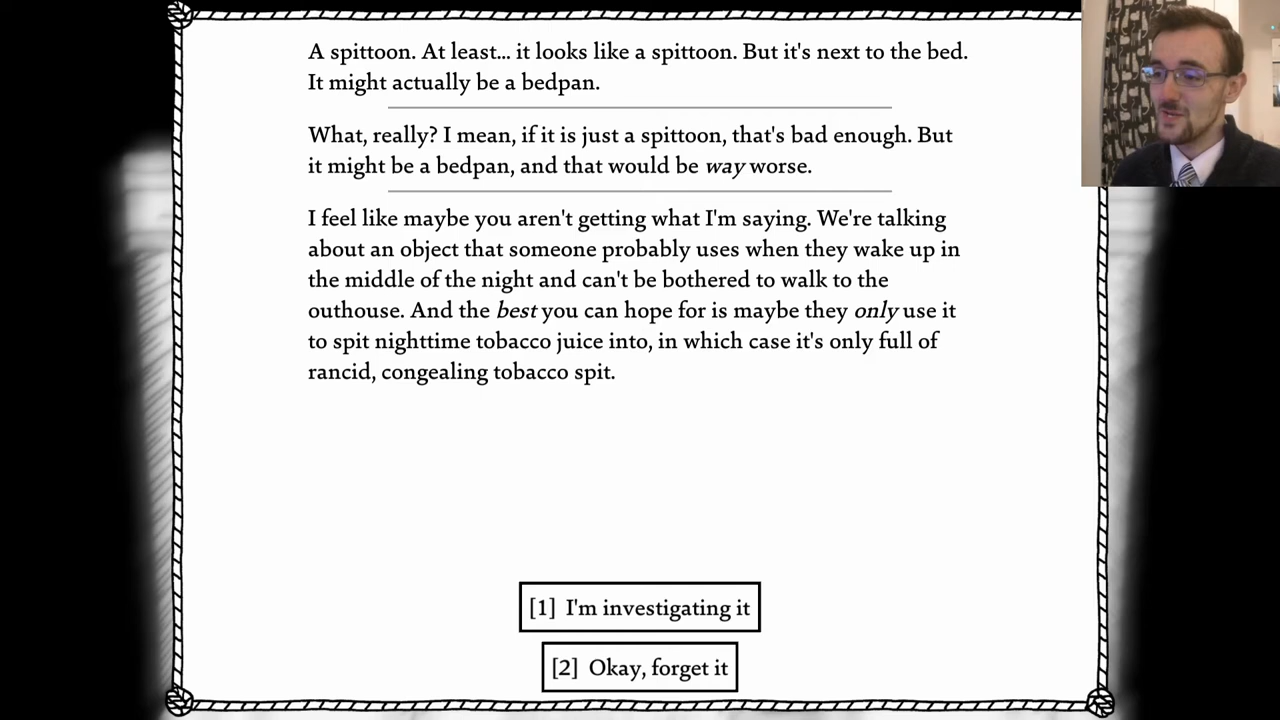 A spittoon. At least... it looks like a spittoon. But it's next to the bed.
It might actually be a bedpan.
What, really? I mean, if it is just a spittoon, that's bad enough. But
it might be a bedpan, and that would be way worse.
I feel like maybe you aren't getting what I'm saying. We're talking
about an object that someone probably uses when they wake up in
the middle of the night and can't be bothered to walk to the
outhouse. And the best you can hope for is maybe they only use it
to spit nighttime tobacco juice into, in which case it's only full of
rancid, congealing tobacco spit.
[1] I'm investigating it
[2] Okay, forget it